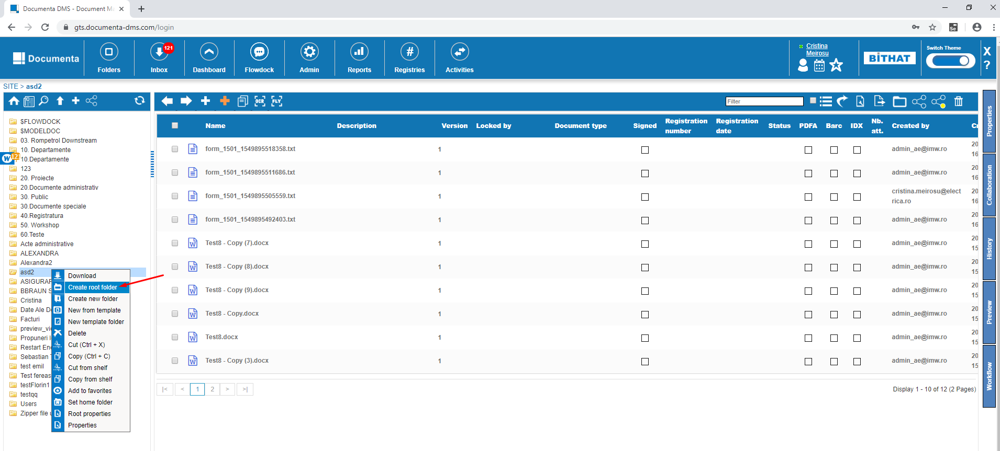 Documenta DMS - Document Ma
gts.documenta-dms.com/login
Se
Documenta
Folders
Inbox
121
Dashboard
Flowdock
Admin
Reports
#
Registries
Activities
Cristina
Meirosu
BiTHAT
Switch Theme
X
?
SITE > asd2
OCR
FLY
Filter
Name
Description
Version
Locked by
Document type
Signed
Registration
number
Registration
date
Status
PDFA
Barc
IDX
Nb.
att.
Created by
Cr
form_1501_1549895518358.txt
1
admin_ae@imw.ro
20
16
form_1501_1549895511686.txt
1
admin_ae@imw.ro
20
16
form_1501_1549895505559.txt
1
cristina.meirosu@elect
rica.ro
20
16
form_1501_1549895492403.txt
1
admin_ae@imw.ro
20
16
Test8 - Copy (7).docx
1
admin_ae@imw.ro
20
15
Test8 - Copy (8).docx
1
admin_ae@imw.ro
20
15
Test8 - Copy (9).docx
1
admin_ae@imw.ro
20
15
Test8 - Copy.docx
1
admin_ae@imw.ro
20
15
Test8.docx
1
admin_ae@imw.ro
20
15
Test8 - Copy (3).docx
1
admin_ae@imw.ro
20
15
|<
<
1
2
>
>|
Display 1 - 10 of 12 (2 Pages)
$FLOWDOCK
$MODELDOC
03. Rompetrol Downstream
10. Departamente
W
121
10.Departamente
123
20. Proiecte
20.Documente administrativ
30. Public
30.Documente speciale
40.Registratura
50. Workshop
60.Teste
Acte administrative
ALEXANDRA
Alexandra2
asd2
ASIGURAR
BBRAUN S
Cristina
Date Ale De
Facturi
preview_vie
Propuneri I
Restart Ene
Sebastian T
test emil
Test fereas
testFlorin1
testqq
Users
Zipper file u
Download
Create root folder
Create new folder
New from template
New template folder
Delete
Cut (Ctrl + X)
Copy (Ctrl + C)
Cut from shelf
Copy from shelf
Add to favorites
Set home folder
Root properties
Properties
Properties
Collaboration
History
Preview
Workflow